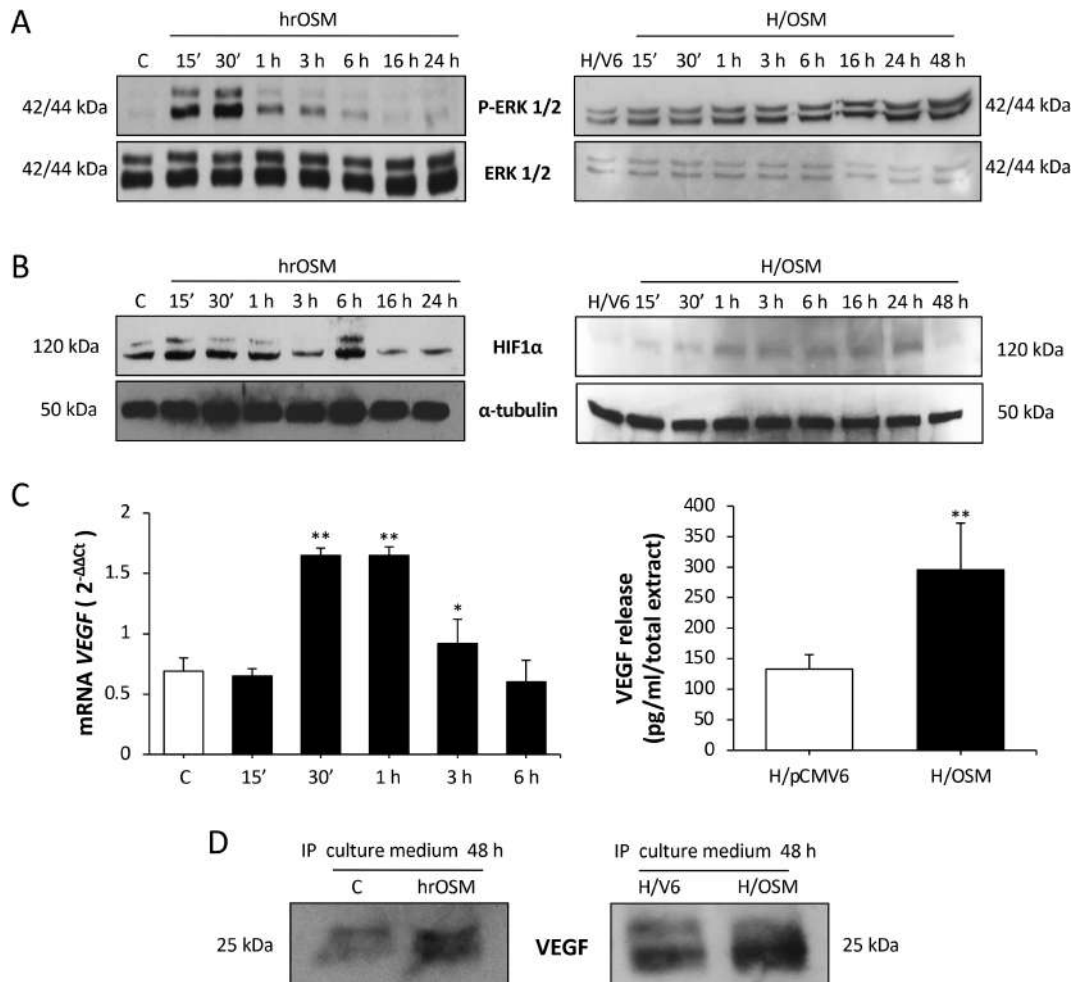 A
hrOSM
C 15′ 30′ 1 h 3 h 6 h 16 h 24 h
42/44 kDa
42/44 kDa
P-ERK 1/2
ERK 1/2
H/OSM
H/V6 15′ 30′ 1 h 3 h 6 h 16 h 24 h 48 h
42/44 kDa
42/44 kDa
B
hrOSM
C 15′ 30′ 1 h 3 h 6 h 16 h 24 h
120 kDa
50 kDa
HIF1α
α-tubulin
H/OSM
H/V6 15′ 30′ 1 h 3 h 6 h 16 h 24 h 48 h
120 kDa
50 kDa
C
mRNA VEGF ( 2^-ΔΔCt )
2
1.5
1
0.5
0
** ** *
C 15′ 30′ 1 h 3 h 6 h
VEGF release
(pg/ml/total extract)
400
350
300
250
200
150
100
50
0
**
H/pCMV6 H/OSM
D
IP culture medium 48 h
C hrOSM
25 kDa
VEGF
IP culture medium 48 h
H/V6 H/OSM
25 kDa